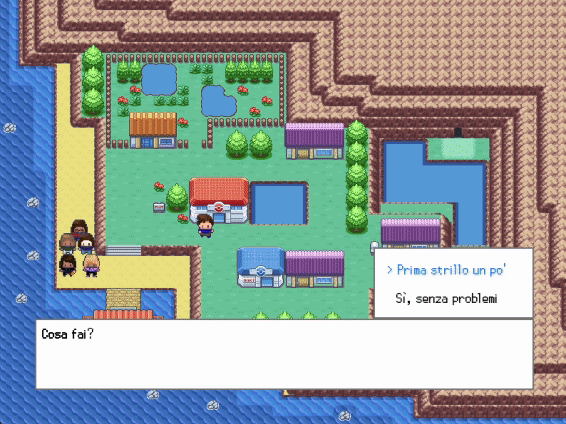 > Prima strillo un po'
Sì, senza problemi
Cosa fai?